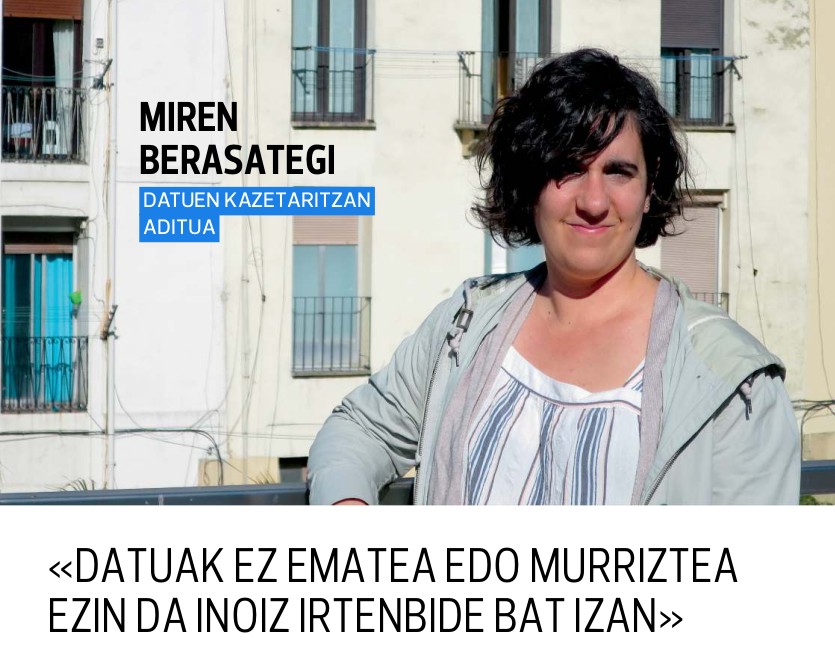 MIREN
BERASATEGI
DATUEN KAZETARITZAN
ADITUA
«DATUAK EZ EMATEA EDO MURRIZTEA
EZIN DA INOIZ IRTENBIDE BAT IZAN»